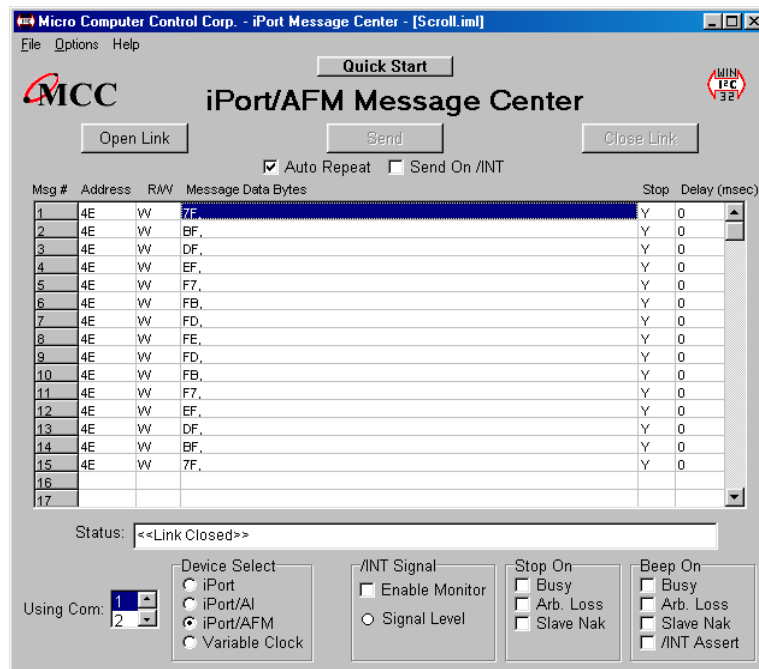 Micro Computer Control Corp. - iPort Message Center - [Scroll.iml]
File Options Help
Quick Start
MCC
iPort/AFM Message Center
WIN
I²C
32
Open Link Send Close Link
Auto Repeat Send On /INT
Msg # Address R/W Message Data Bytes Stop Delay (msec)
1 4E W 7F, Y 0
2 4E W BF, Y 0
3 4E W DF, Y 0
4 4E W EF, Y 0
5 4E W F7, Y 0
6 4E W FB, Y 0
7 4E W FD, Y 0
8 4E W FE, Y 0
9 4E W FD, Y 0
10 4E W FB, Y 0
11 4E W F7, Y 0
12 4E W EF, Y 0
13 4E W DF, Y 0
14 4E W BF, Y 0
15 4E W 7F, Y 0
16
17
Status: <<Link Closed>>
Using Com: 1
2
Device Select
iPort
iPort/AI
iPort/AFM
Variable Clock
/INT Signal
Enable Monitor
Signal Level
Stop On
Busy
Arb. Loss
Slave Nak
Beep On
Busy
Arb. Loss
Slave Nak
/INT Assert